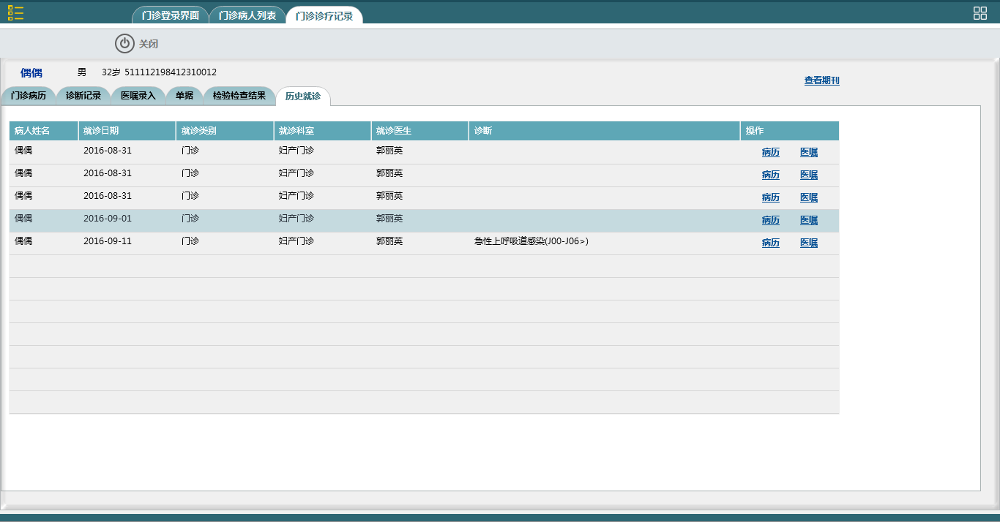 门诊登录界面 门诊病人列表 门诊诊疗记录
关闭
偶偶 男 32岁 511112198412310012
查看期刊
门诊病历 诊断记录 医嘱录入 单据 检验检查结果 历史就诊
病人姓名 就诊日期 就诊类别 就诊科室 就诊医生 诊断 操作
偶偶 2016-08-31 门诊 妇产门诊 郭丽英 病历 医嘱
偶偶 2016-08-31 门诊 妇产门诊 郭丽英 病历 医嘱
偶偶 2016-08-31 门诊 妇产门诊 郭丽英 病历 医嘱
偶偶 2016-09-01 门诊 妇产门诊 郭丽英 病历 医嘱
偶偶 2016-09-11 门诊 妇产门诊 郭丽英 急性上呼吸道感染(J00-J06>) 病历 医嘱